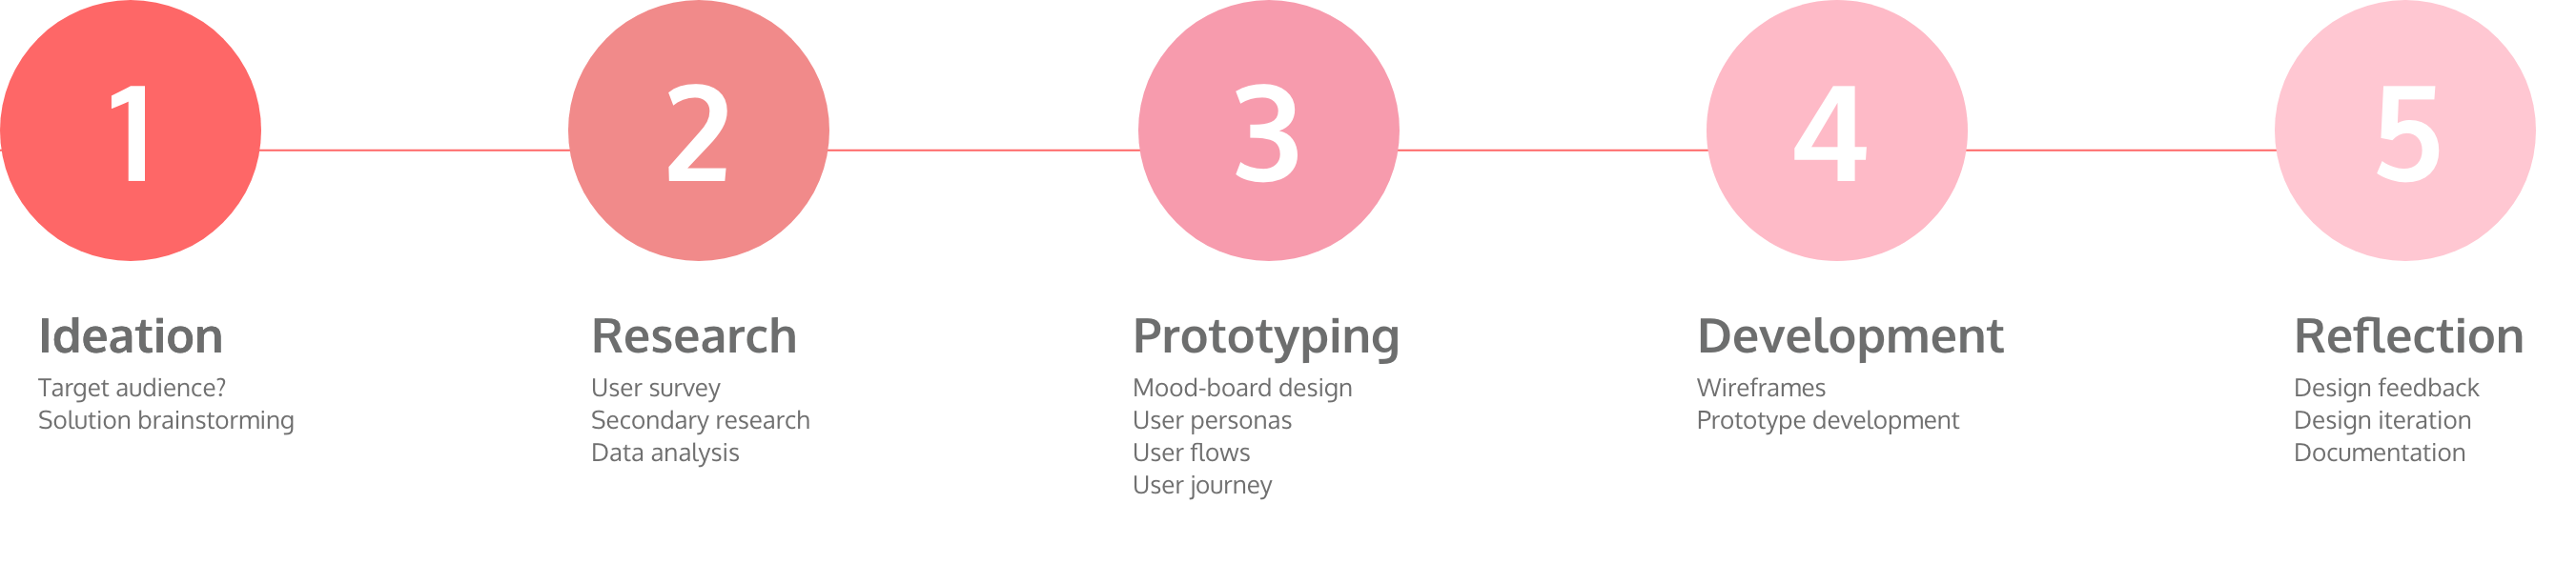 1
Ideation
Target audience?
Solution brainstorming
2
Research
User survey
Secondary research
Data analysis
3
Prototyping
Mood-board design
User personas
User flows
User journey
4
Development
Wireframes
Prototype development
5
Reflection
Design feedback
Design iteration
Documentation